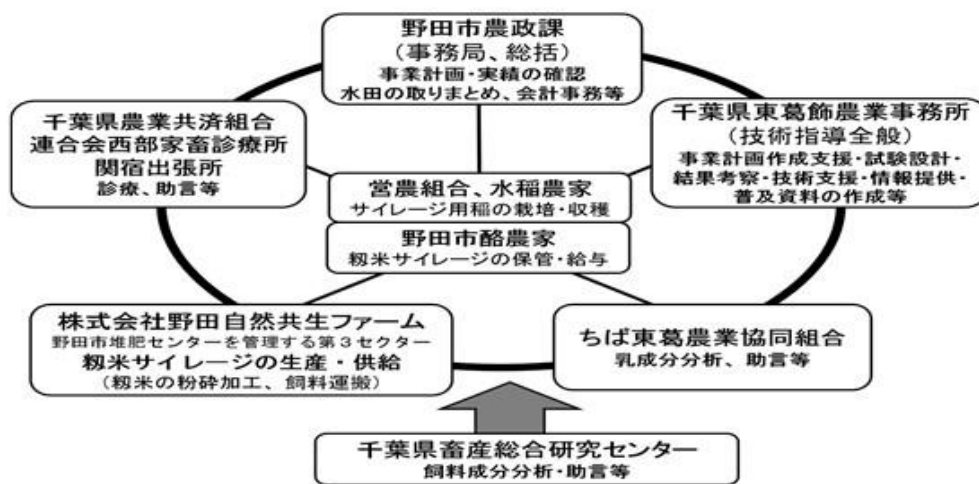 野田市農政課
(事務局、総括)
事業計画・実績の確認
水田の取りまとめ、会計事務等
千葉県農業共済組合
連合会西部家畜診療所
関宿出張所
診療、助言等
千葉県東葛飾農業事務所
(技術指導全般)
事業計画作成支援・試験設計・
結果考察・技術支援・情報提供・
普及資料の作成等
営農組合、水稲農家
サイレージ用稲の栽培・収穫
野田市酪農家
籾米サイレージの保管・給与
株式会社野田自然共生ファーム
野田市堆肥センターを管理する第3セクター
籾米サイレージの生産・供給
(籾米の粉砕加工、飼料運搬)
ちば東葛農業協同組合
乳成分分析、助言等
千葉県畜産総合研究センター
飼料成分分析・助言等